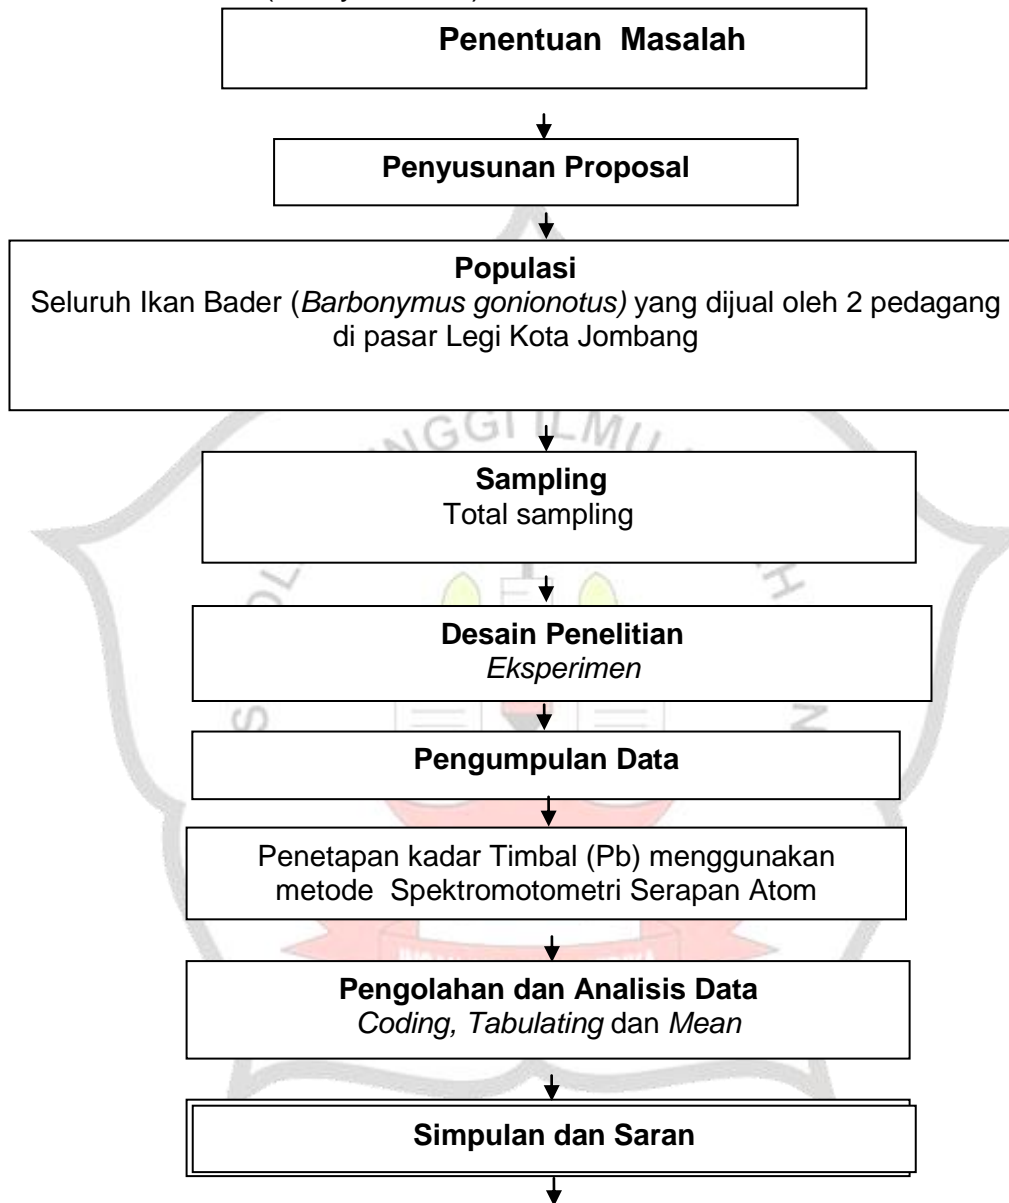 Penentuan Masalah
Penyusunan Proposal
Populasi
Seluruh Ikan Bader (Barbonymus gonionotus) yang dijual oleh 2 pedagang
di pasar Legi Kota Jombang
GGI ILMU
Sampling
Total sampling
Desain Penelitian
Eksperimen
Pengumpulan Data
Penetapan kadar Timbal (Pb) menggunakan
metode Spektromotometri Serapan Atom
Pengolahan dan Analisis Data
Coding, Tabulating dan Mean
Simpulan dan Saran